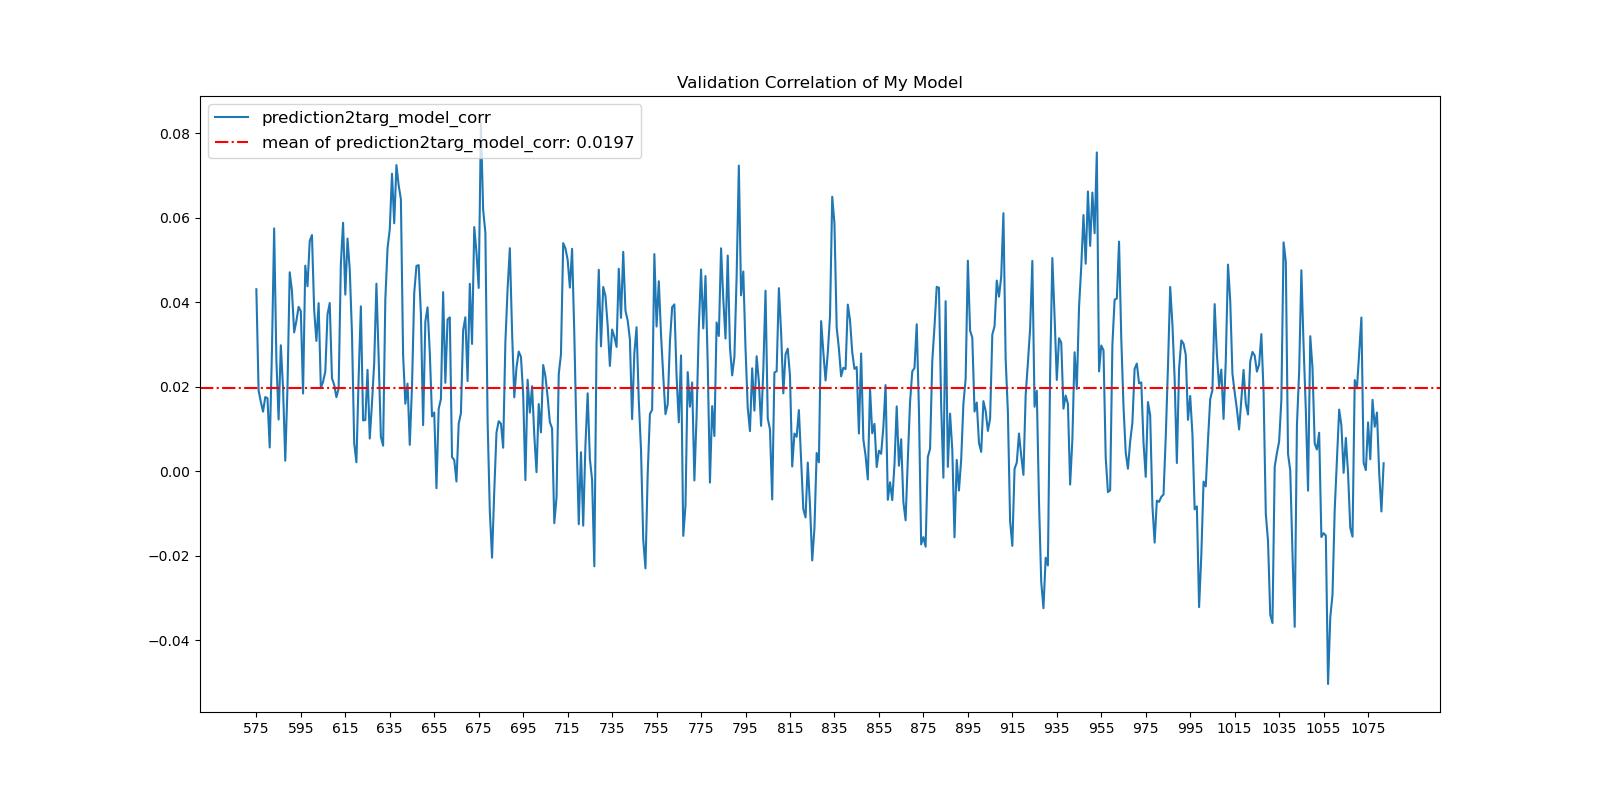 Validation Correlation of My Model
prediction2targ_model_corr
mean of prediction2targ_model_corr: 0.0197
0.08
0.06
0.04
0.02
0.00
−0.02
−0.04
575 595 615 635 655 675 695 715 735 755 775 795 815 835 855 875 895 915 935 955 975 995 1015 1035 1055 1075